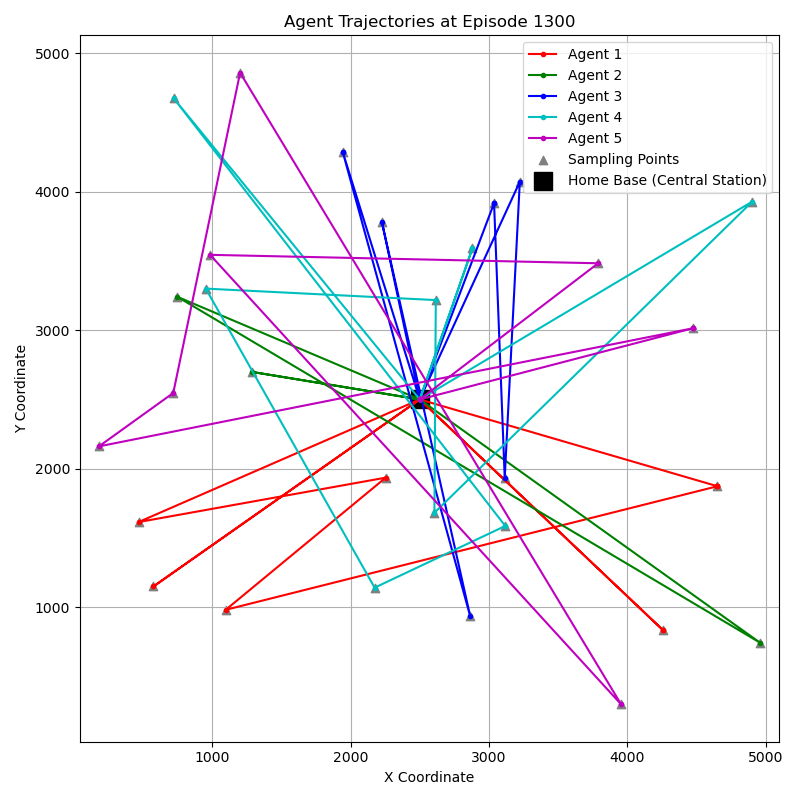 Agent Trajectories at Episode 1300
Agent 1
Agent 2
Agent 3
Agent 4
Agent 5
Sampling Points
Home Base (Central Station)
Y Coordinate
5000
4000
3000
2000
1000
1000
2000
3000
4000
5000
X Coordinate